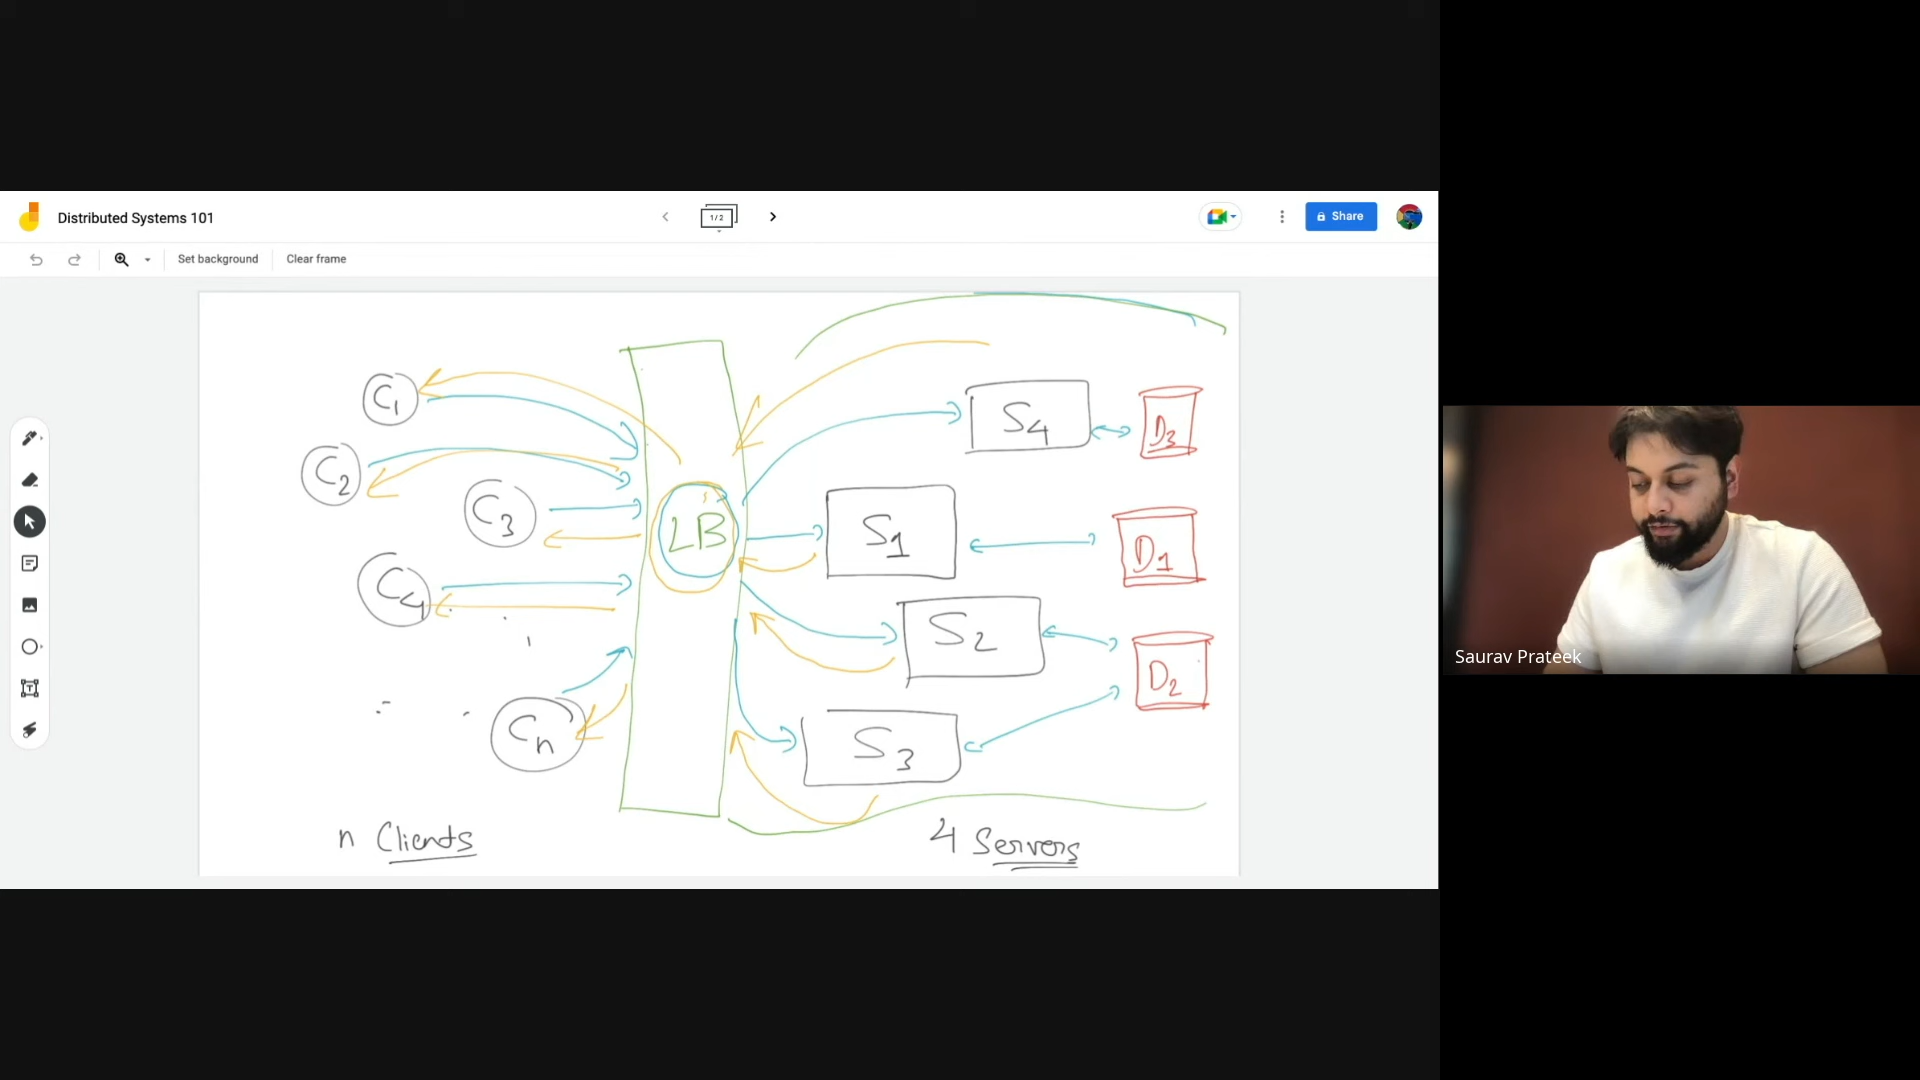 Distributed Systems 101
1/2
Share
Set background
Clear frame
C1
C2
C3
C4
Cn
LB
S4
D3
S1
D1
S2
D2
S3
n Clients
4 Servers
Saurav Prateek